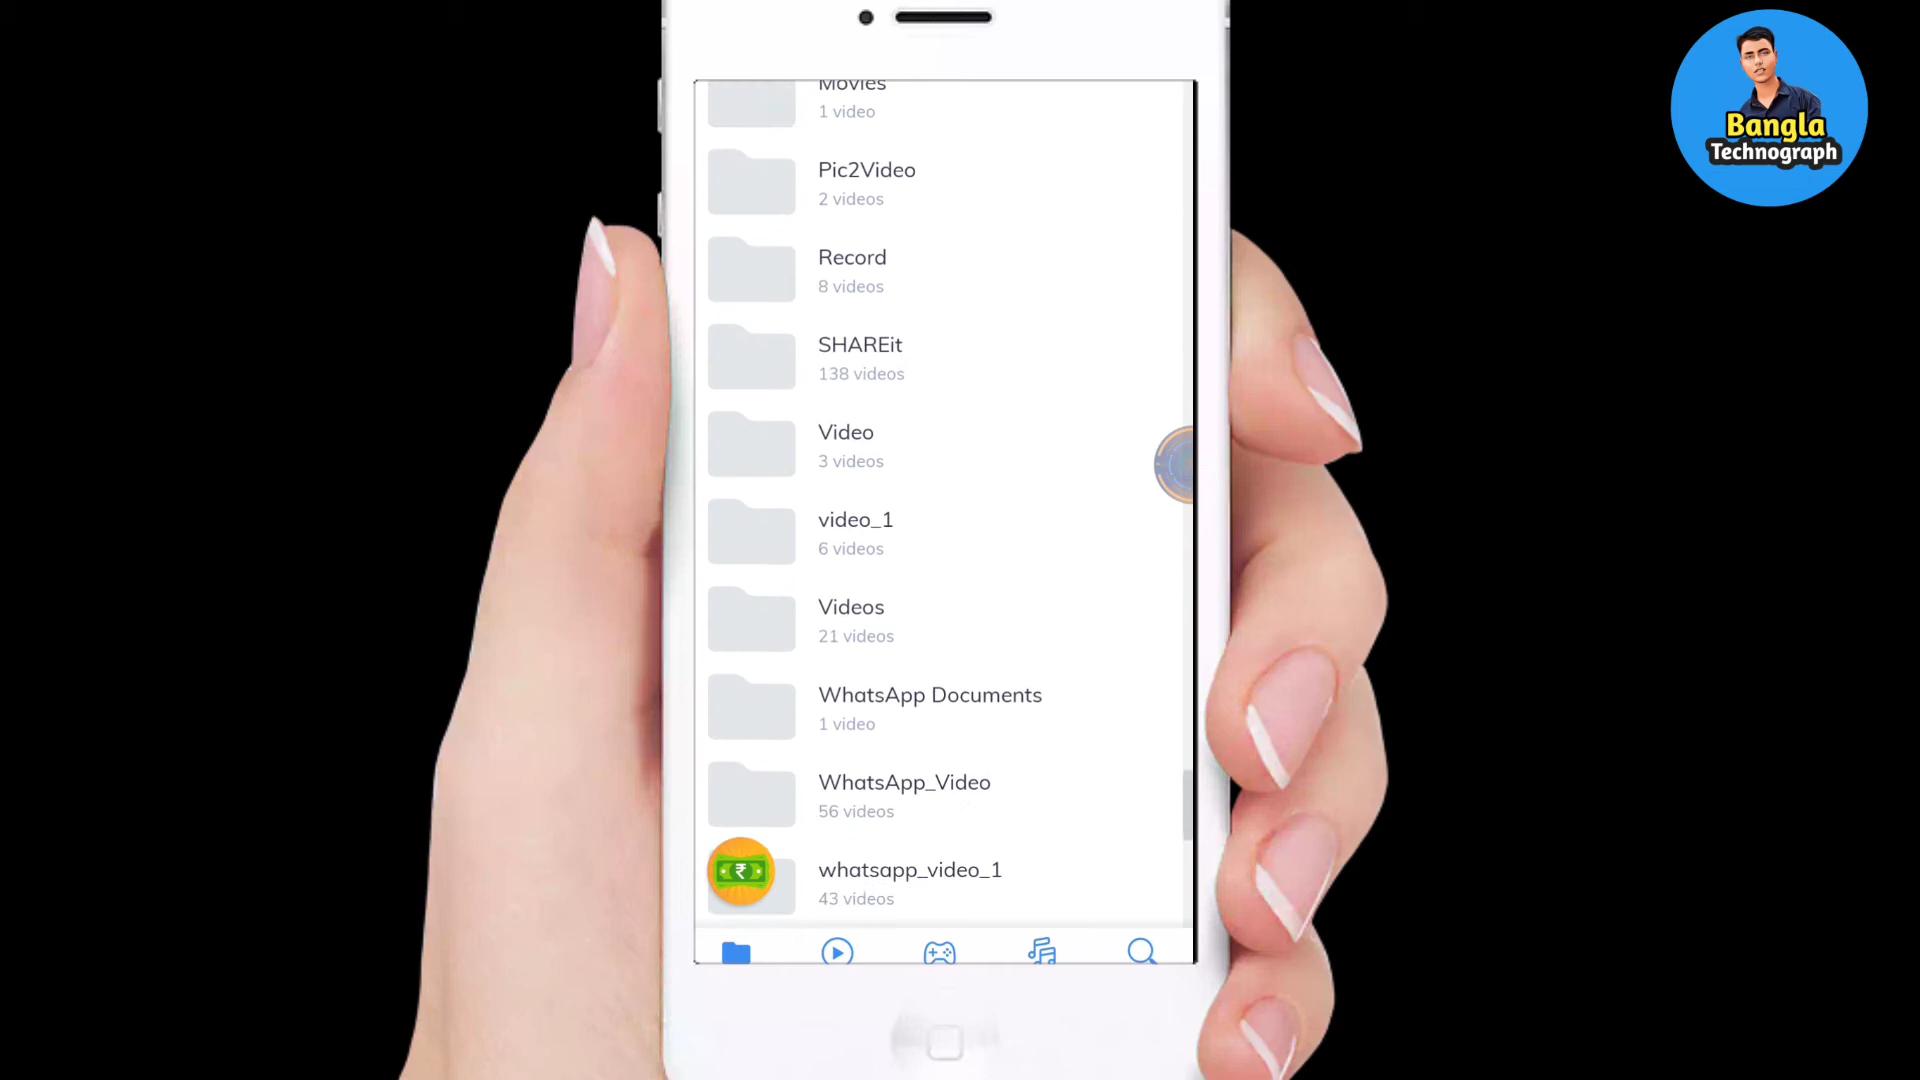 Movies
1 video
Pic2Video
2 videos
Record
8 videos
SHAREit
138 videos
Video
3 videos
video_1
6 videos
Videos
21 videos
WhatsApp Documents
1 video
WhatsApp_Video
56 videos
₹
whatsapp_video_1
43 videos
Bangla
Technograph